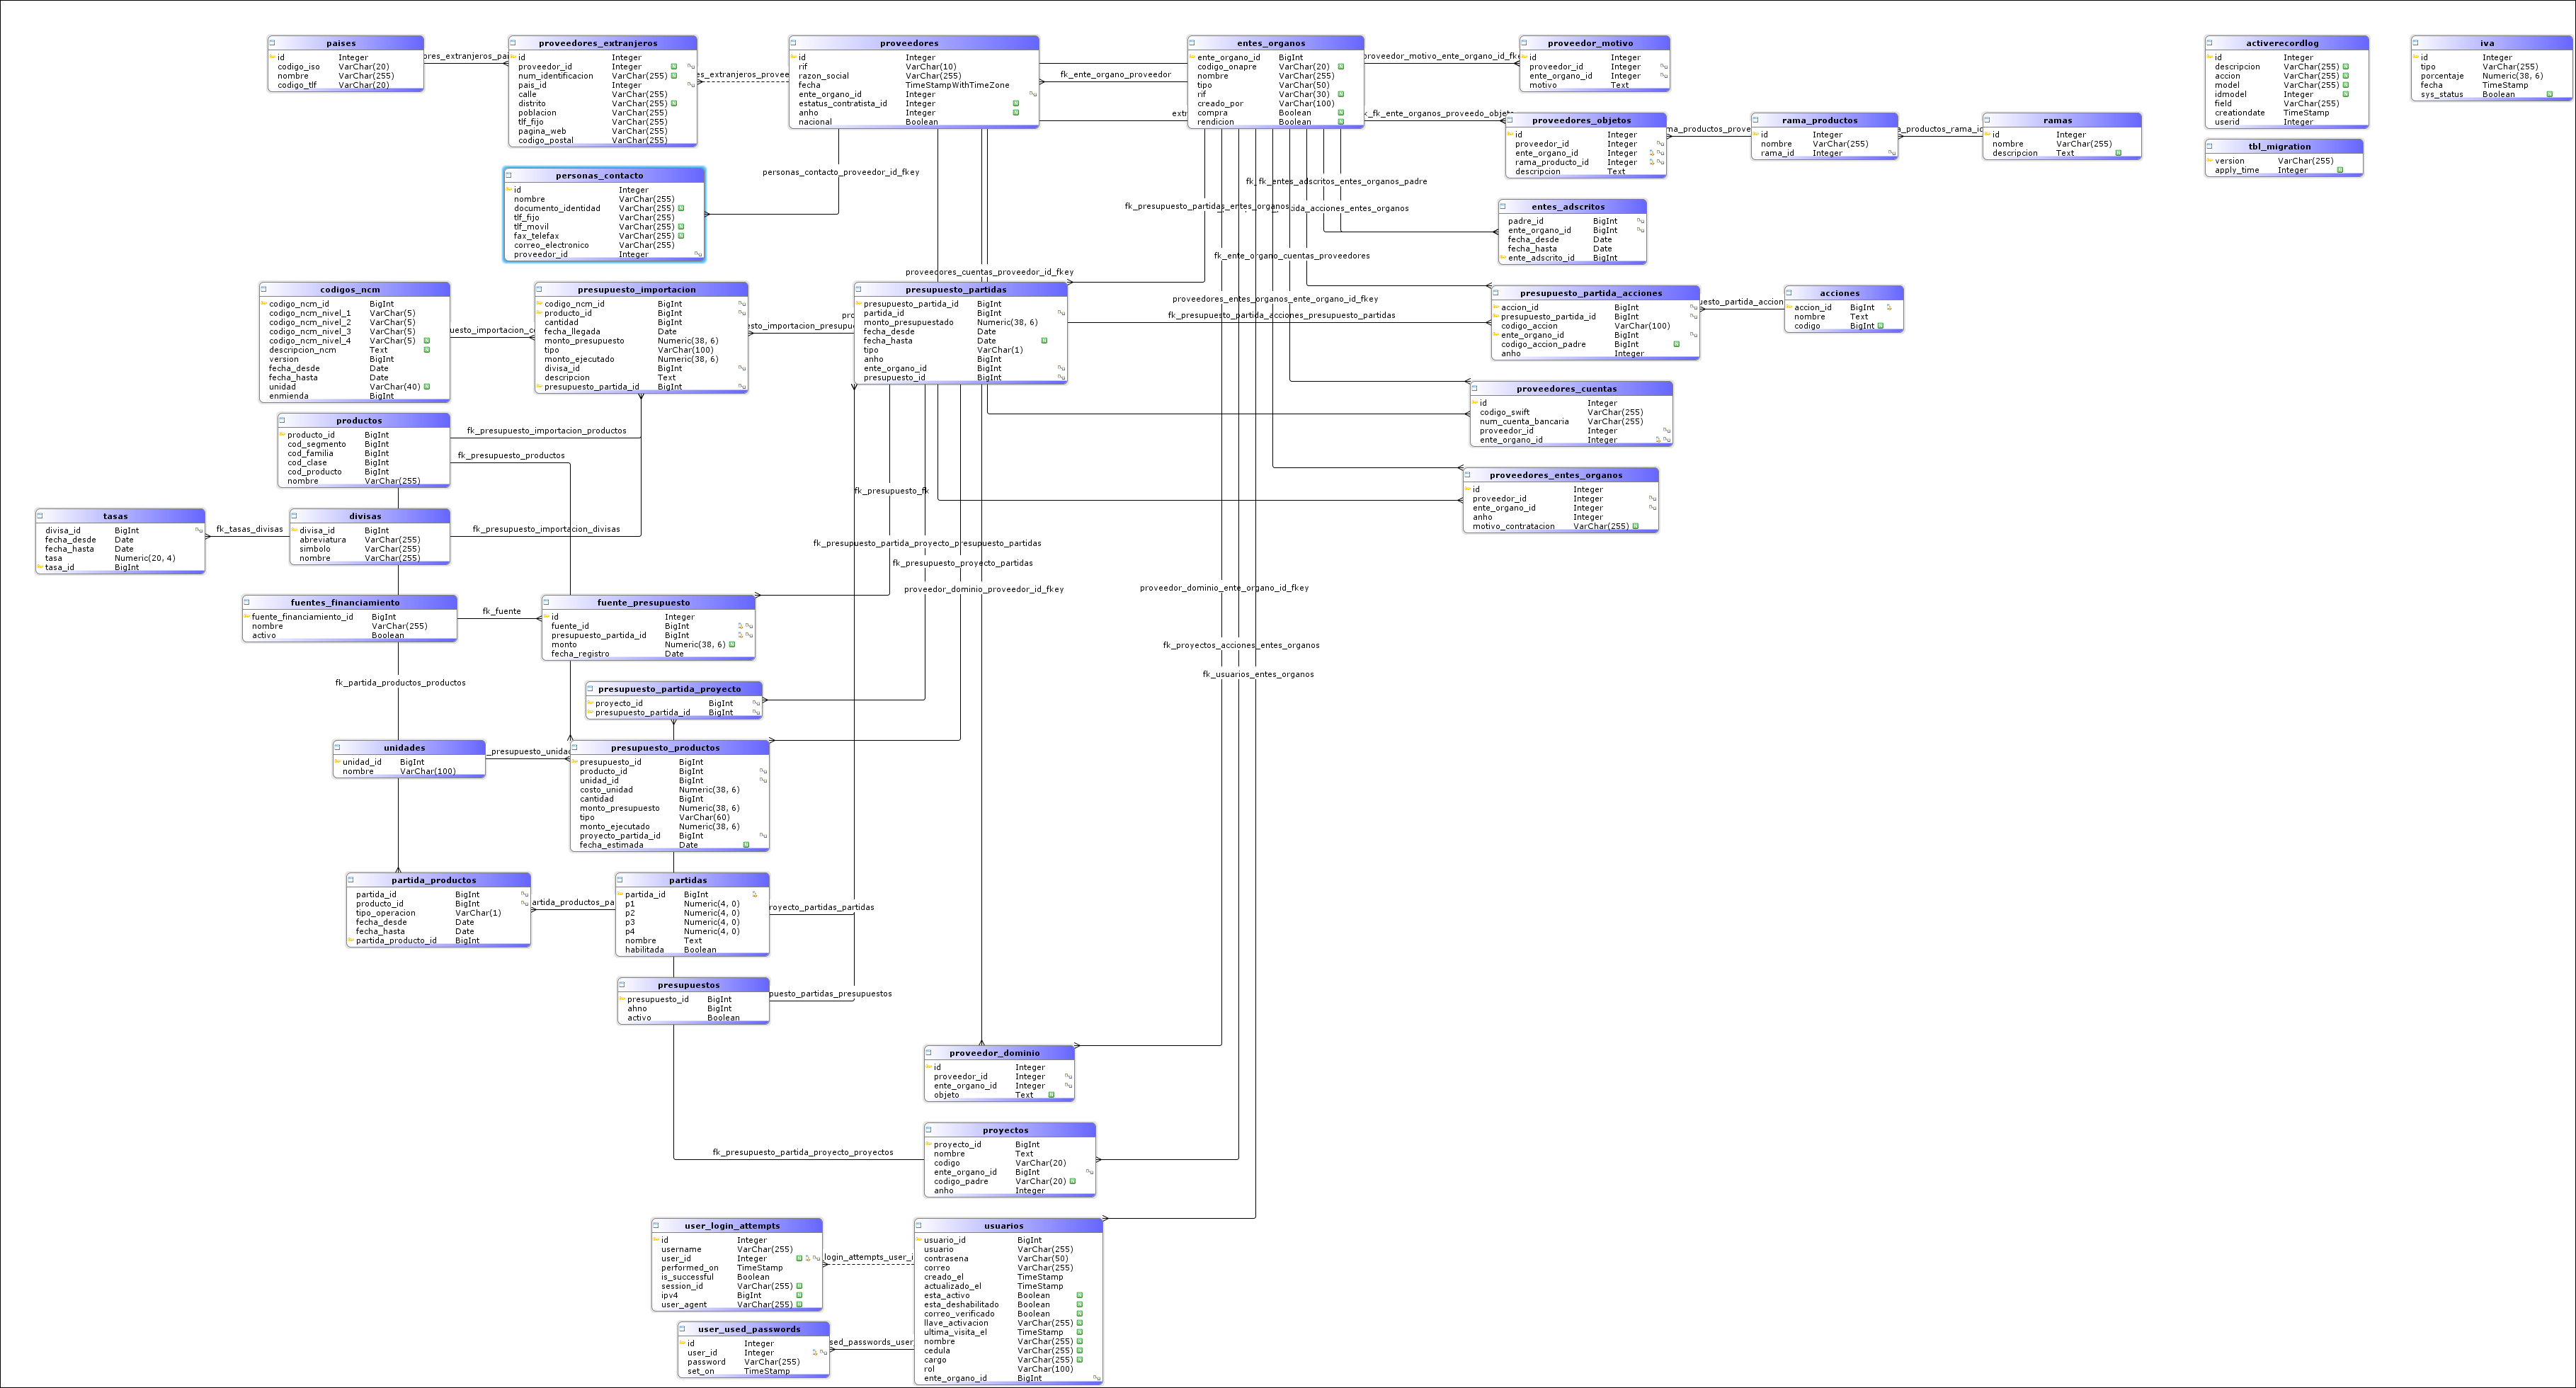 paises
id Integer
codigo_iso VarChar(20)
nombre VarChar(255)
codigo_tlf VarChar(20)
proveedores_extranjeros
id Integer
proveedor_id Integer
num_identificacion VarChar(255)
pais_id Integer
calle VarChar(255)
distrito VarChar(255)
poblacion VarChar(255)
tlf_fijo VarChar(255)
pagina_web VarChar(255)
codigo_postal VarChar(255)
proveedores
id Integer
rif VarChar(10)
razon_social VarChar(255)
fecha TimeStampWithTimeZone
ente_organo_id Integer
estatus_contratista_id Integer
anho Integer
nacional Boolean
fk_ente_organo_proveedor
entes_organos
ente_organo_id BigInt
codigo_onapre VarChar(20)
nombre VarChar(255)
tipo VarChar(50)
rif VarChar(30)
creado_por VarChar(100)
compra Boolean
rendicion Boolean
proveedor_motivo
id Integer
proveedor_id Integer
ente_organo_id Integer
motivo Text
proveedores_objetos
id Integer
proveedor_id Integer
ente_organo_id Integer
rama_producto_id Integer
descripcion Text
rama_productos
id Integer
nombre VarChar(255)
rama_id Integer
ramas
id Integer
nombre VarChar(255)
descripcion Text
activerecordlog
id Integer
descripcion VarChar(255)
accion VarChar(255)
model VarChar(255)
idmodel Integer
field VarChar(255)
creationdate TimeStamp
userid Integer
iva
id Integer
tipo VarChar(255)
porcentaje Numeric(38, 6)
fecha TimeStamp
sys_status Boolean
tbl_migration
version VarChar(255)
apply_time Integer
personas_contacto
id Integer
nombre VarChar(255)
documento_identidad VarChar(255)
tlf_fijo VarChar(255)
tlf_movil VarChar(255)
fax_telefax VarChar(255)
correo_electronico VarChar(255)
proveedor_id Integer
personas_contacto_proveedor_id_fkey
fk_entes_adscritos_entes_organos_padre
fk_presupuesto_partidas_entes_organos
entes_adscritos
padre_id BigInt
ente_organo_id BigInt
fecha_desde Date
fecha_hasta Date
ente_adscrito_id BigInt
fk_ente_organo_cuentas_proveedores
proveedores_cuentas_proveedor_id_fkey
proveedores_entes_organos_ente_organo_id_fkey
fk_presupuesto_partida_acciones_presupuesto_partidas
codigos_ncm
codigo_ncm_id BigInt
codigo_ncm_nivel_1 VarChar(5)
codigo_ncm_nivel_2 VarChar(5)
codigo_ncm_nivel_3 VarChar(5)
codigo_ncm_nivel_4 VarChar(5)
descripcion_ncm Text
version BigInt
fecha_desde Date
fecha_hasta Date
unidad VarChar(40)
enmienda BigInt
presupuesto_importacion
codigo_ncm_id BigInt
producto_id BigInt
cantidad BigInt
fecha_llegada Date
monto_presupuesto Numeric(38, 6)
tipo VarChar(100)
monto_ejecutado Numeric(38, 6)
divisa_id BigInt
descripcion Text
presupuesto_partida_id BigInt
presupuesto_partidas
presupuesto_partida_id BigInt
partida_id BigInt
monto_presupuestado Numeric(38, 6)
fecha_desde Date
fecha_hasta Date
tipo VarChar(1)
anho BigInt
ente_organo_id BigInt
presupuesto_id BigInt
presupuesto_partida_acciones
accion_id BigInt
presupuesto_partida_id BigInt
codigo_accion VarChar(100)
ente_organo_id BigInt
codigo_accion_padre BigInt
anho Integer
acciones
accion_id BigInt
nombre Text
codigo BigInt
proveedores_cuentas
id Integer
codigo_swift VarChar(255)
num_cuenta_bancaria VarChar(255)
proveedor_id Integer
ente_organo_id Integer
proveedores_entes_organos
id Integer
proveedor_id Integer
ente_organo_id Integer
anho Integer
motivo_contratacion VarChar(255)
productos
producto_id BigInt
cod_segmento BigInt
cod_familia BigInt
cod_clase BigInt
cod_producto BigInt
nombre VarChar(255)
fk_presupuesto_importacion_productos
fk_presupuesto_productos
fk_presupuesto_fk
tasas
divisa_id BigInt
fecha_desde Date
fecha_hasta Date
tasa Numeric(20, 4)
tasa_id BigInt
fk_tasas_divisas
divisas
divisa_id BigInt
abreviatura VarChar(255)
simbolo VarChar(255)
nombre VarChar(255)
fk_presupuesto_importacion_divisas
fk_presupuesto_partida_proyecto_presupuesto_partidas
fk_presupuesto_proyecto_partidas
proveedor_dominio_proveedor_id_fkey
proveedor_dominio_ente_organo_id_fkey
fk_proyectos_acciones_entes_organos
fk_usuarios_entes_organos
fuentes_financiamiento
fuente_financiamiento_id BigInt
nombre VarChar(255)
activo Boolean
fk_fuente
fuente_presupuesto
id Integer
fuente_id BigInt
presupuesto_partida_id BigInt
monto Numeric(38, 6)
fecha_registro Date
fk_partida_productos_productos
presupuesto_partida_proyecto
proyecto_id BigInt
presupuesto_partida_id BigInt
unidades
unidad_id BigInt
nombre VarChar(100)
presupuesto_productos
presupuesto_id BigInt
producto_id BigInt
unidad_id BigInt
costo_unidad Numeric(38, 6)
cantidad BigInt
monto_presupuesto Numeric(38, 6)
tipo VarChar(60)
monto_ejecutado Numeric(38, 6)
proyecto_partida_id BigInt
fecha_estimada Date
partida_productos
partida_id BigInt
producto_id BigInt
tipo_operacion VarChar(1)
fecha_desde Date
fecha_hasta Date
partida_producto_id BigInt
partidas
partida_id BigInt
p1 Numeric(4, 0)
p2 Numeric(4, 0)
p3 Numeric(4, 0)
p4 Numeric(4, 0)
nombre Text
habilitada Boolean
royecto_partidas_partidas
presupuestos
presupuesto_id BigInt
ahno BigInt
activo Boolean
puesto_partidas_presupuestos
proveedor_dominio
id Integer
proveedor_id Integer
ente_organo_id Integer
objeto Text
fk_presupuesto_partida_proyecto_proyectos
proyectos
proyecto_id BigInt
nombre Text
codigo VarChar(20)
ente_organo_id BigInt
codigo_padre VarChar(20)
anho Integer
user_login_attempts
id Integer
username VarChar(255)
user_id Integer
performed_on TimeStamp
is_successful Boolean
session_id VarChar(255)
ipv4 BigInt
user_agent VarChar(255)
usuarios
usuario_id BigInt
usuario VarChar(255)
contrasena VarChar(50)
correo VarChar(255)
creado_el TimeStamp
actualizado_el TimeStamp
esta_activo Boolean
esta_deshabilitado Boolean
correo_verificado Boolean
llave_activacion VarChar(255)
ultima_visita_el TimeStamp
nombre VarChar(255)
cedula VarChar(255)
cargo VarChar(255)
rol VarChar(100)
ente_organo_id BigInt
user_used_passwords
id Integer
user_id Integer
password VarChar(255)
set_on TimeStamp